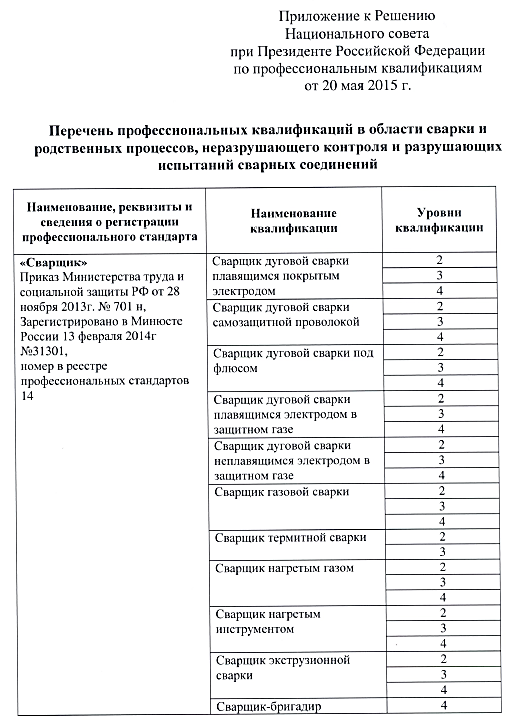 Приложение к Решению
Национального совета
при Президенте Российской Федерации
по профессиональным квалификациям
от 20 мая 2015 г.
Перечень профессиональных квалификаций в области сварки и
родственных процессов, неразрушающего контроля и разрушающих
испытаний сварных соединений
Наименование, реквизиты и
сведения о регистрации
профессионального стандарта
Наименование
квалификации
Уровни
квалификации
«Сварщик»
Приказ Министерства труда и
социальной защиты РФ от 28
ноября 2013г. № 701 н,
Зарегистрировано в Минюсте
России 13 февраля 2014г
№31301,
номер в реестре
профессиональных стандартов
14
Сварщик дуговой сварки
плавящимся покрытым
электродом
2
3
4
Сварщик дуговой сварки
самозащитной проволокой
2
3
4
Сварщик дуговой сварки под
флюсом
2
3
4
Сварщик дуговой сварки
плавящимся электродом в
защитном газе
2
3
4
Сварщик дуговой сварки
неплавящимся электродом в
защитном газе
2
3
4
Сварщик газовой сварки
2
3
4
Сварщик термитной сварки
2
3
Сварщик нагретым газом
2
3
4
Сварщик нагретым
инструментом
2
3
4
Сварщик экструзионной
сварки
2
3
4
Сварщик-бригадир
4